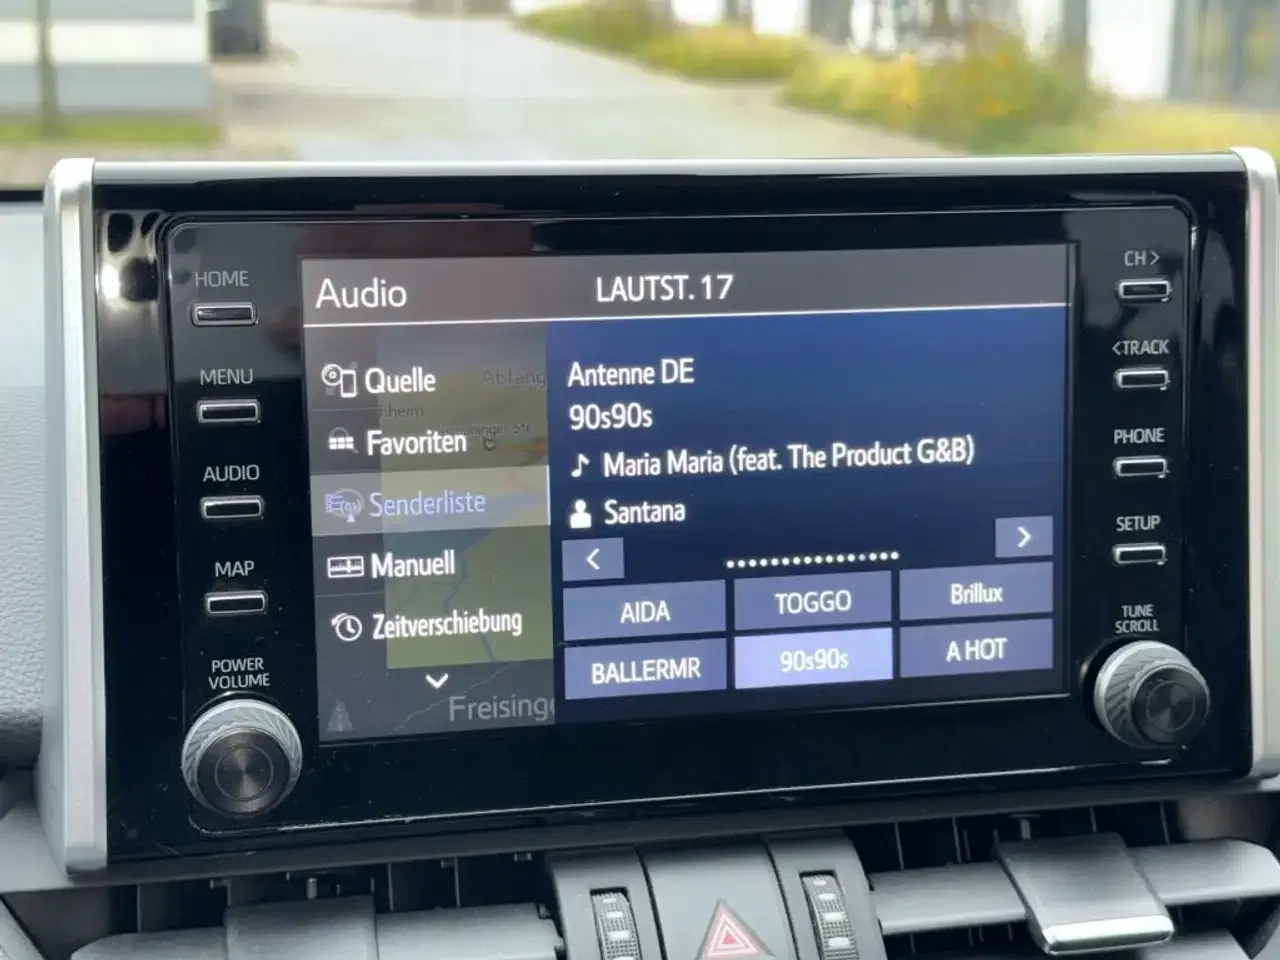 HOME
MENU
AUDIO
MAP
POWER
VOLUME
Audio
LAUTST. 17
Quelle
Favoriten
Senderliste
Manuell
Zeitverschiebung
nheim
Freising
Antenne DE
90s90s
Maria Maria (feat. The Product G&B)
Santana
<
>
AIDA
TOGGO
Brillux
BALLERMR
90s90s
A HOT
CH>
<TRACK
PHONE
SETUP
TUNE
SCROLL